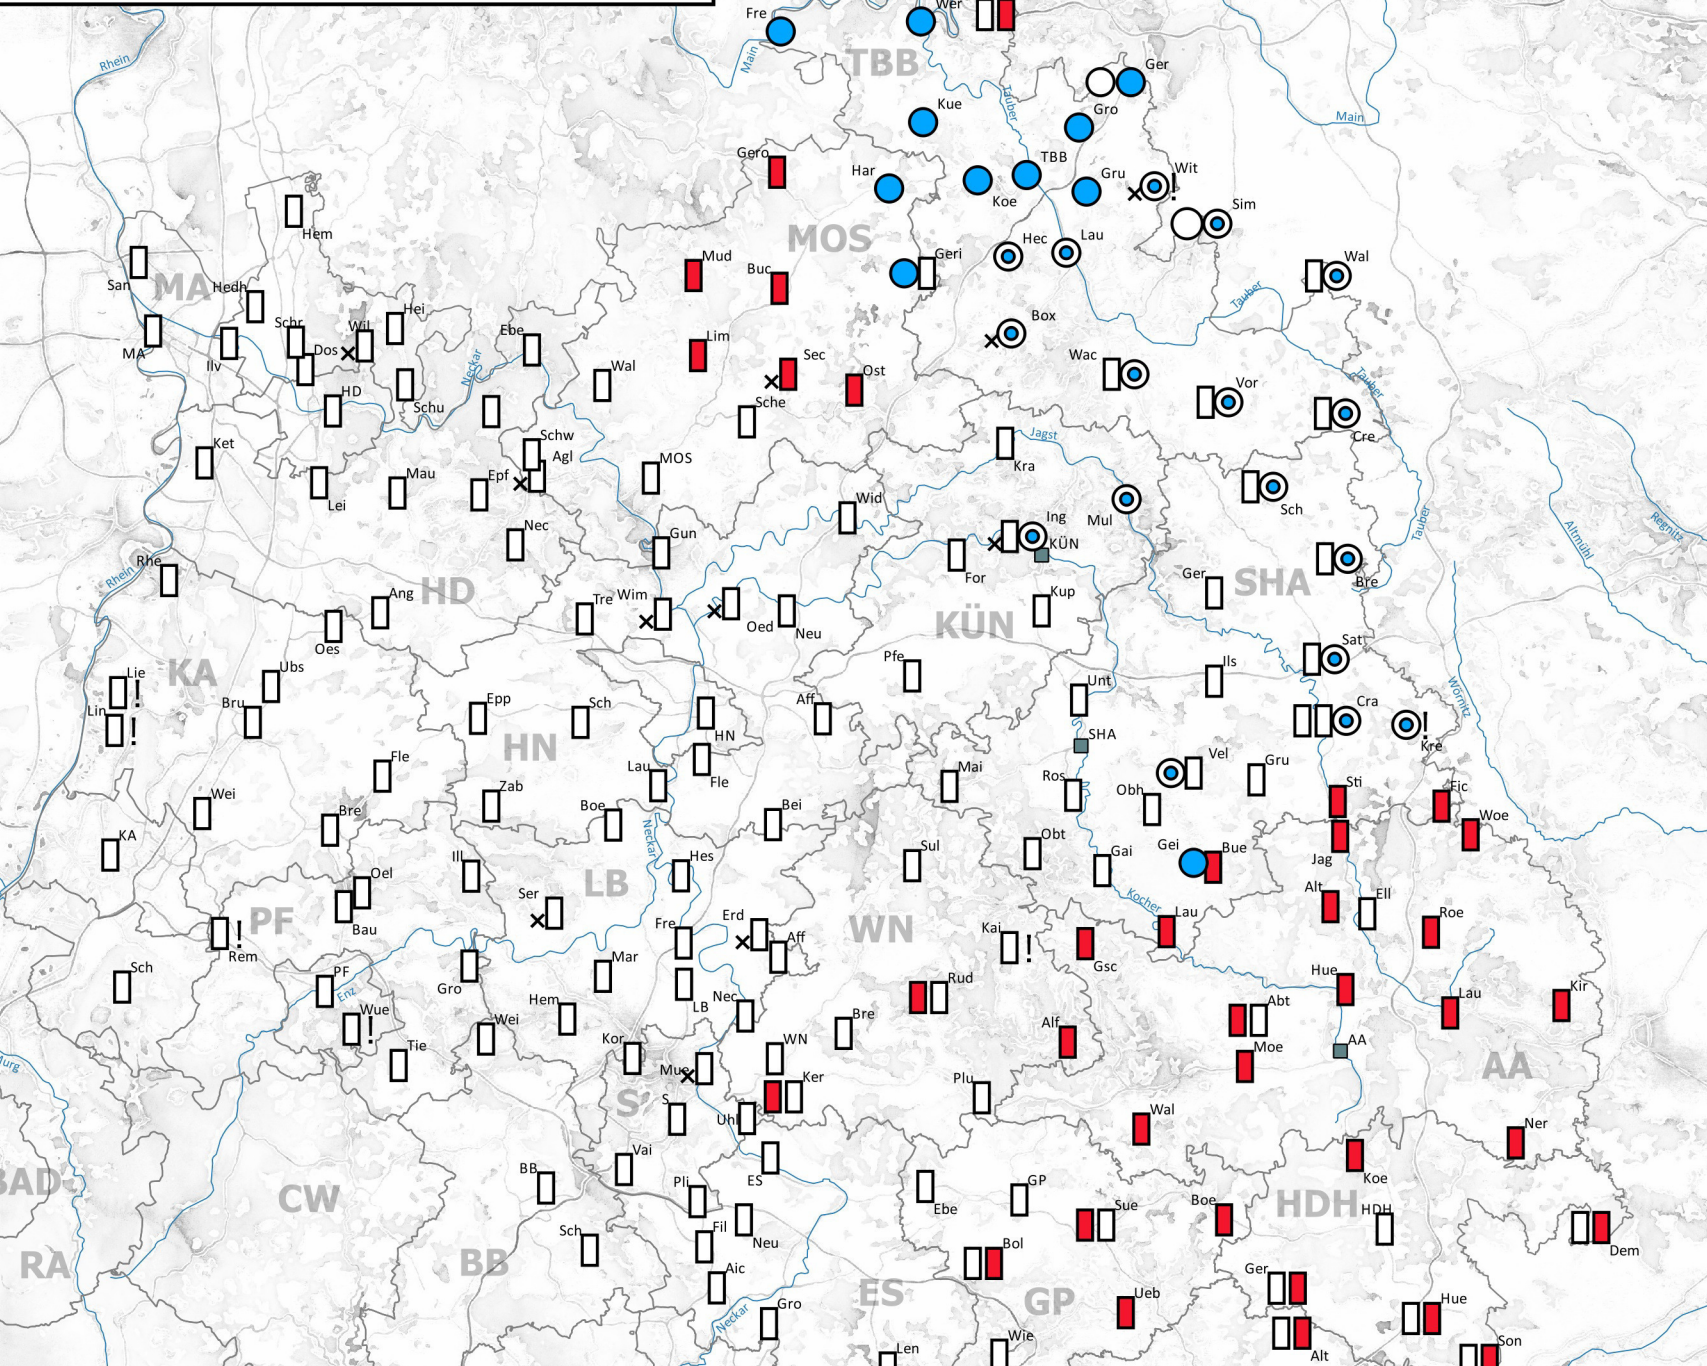 Fre
Wer
Rhein
Main
TBB
Ger
Gro
Tauber
Main
Kue
Gero
Har
TBB
Koe
Gru
Wit
!
Sim
Hem
MOS
Mud
Buc
Geri
Hec
Lau
Wal
San
MA
Hedh
Tauber
Schr
Wil
Hei
Ebe
Lim
Box
MA
Ilv
Dos
Neckar
Wal
Sec
Ost
Wac
Vor
Tauber
HD
Schu
Sche
Cre
Ket
Schw
Agl
MOS
Jagst
Kra
Lei
Mau
Epf
Wid
Mul
Sch
Tauber
Altmühl
Regnitz
Nec
Gun
Ing
KÜN
For
Rhe
Rhein
HD
Ang
Tre
Wim
Oed
Neu
KÜN
Kup
Ger
SHA
Bre
Oes
KA
Ubs
Lie
!
Lin
!
Bru
Epp
Sch
HN
HN
Aff
Pfe
Unt
Ils
Sat
Wörnitz
Cra
!
Kre
SHA
Fle
Lau
Fle
Zab
Boe
Bei
Mai
Ros
Obh
Vel
Gru
Sti
Fic
Woe
Wei
Bre
KA
Neckar
Hes
Ill
Oel
Bau
LB
Sul
Obt
Gai
Gei
Bue
Jag
Kocher
Alt
Ell
Roe
Ser
PF
!
Rem
Fre
Erd
Aff
WN
Kai
!
Gsc
Lau
Sch
PF
Enz
Gro
Mar
LB
Nec
Rud
Hue
Lau
Kir
Wue
!
Hem
Wei
Bre
Alf
Abt
Moe
AA
AA
Tie
Kor
Mue
WN
Ker
Plu
Murg
S
S
Uhl
Wal
Ner
Vai
BB
ES
Pli
Koe
BAD
CW
Ebe
GP
Sue
Boe
HDH
HDH
Dem
Sch
Fil
Neu
Bol
RA
BB
Aic
ES
GP
Ueb
Ger
Hue
Neckar
Gro
Len
Wie
Alt
Son